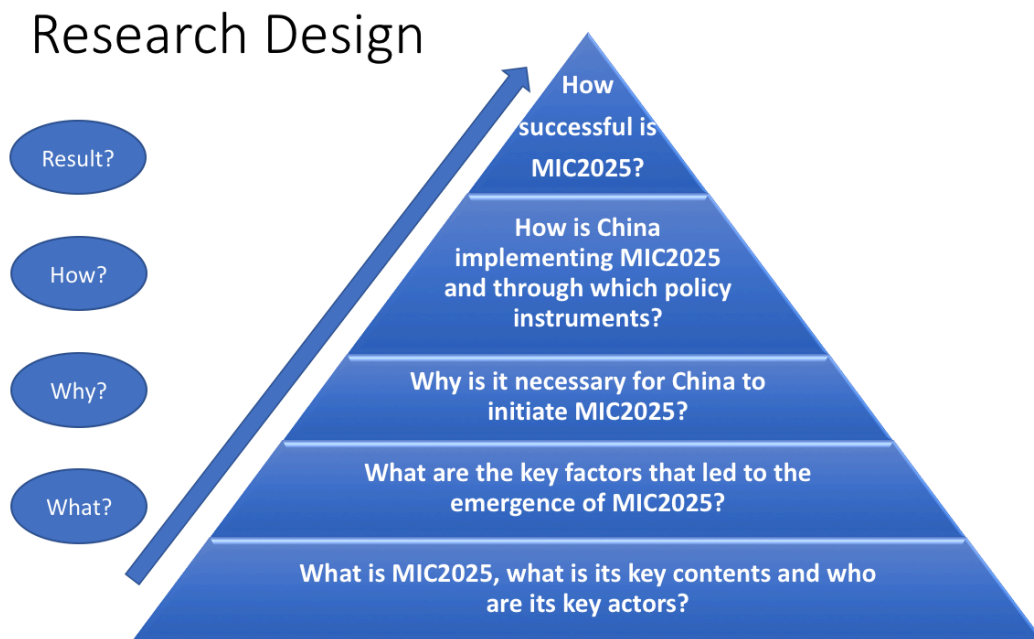 Research Design
Result?
How?
Why?
What?
How
successful is
MIC2025?
How is China
implementing MIC2025
and through which policy
instruments?
Why is it necessary for China to
initiate MIC2025?
What are the key factors that led to the
emergence of MIC2025?
What is MIC2025, what is its key contents and who
are its key actors?